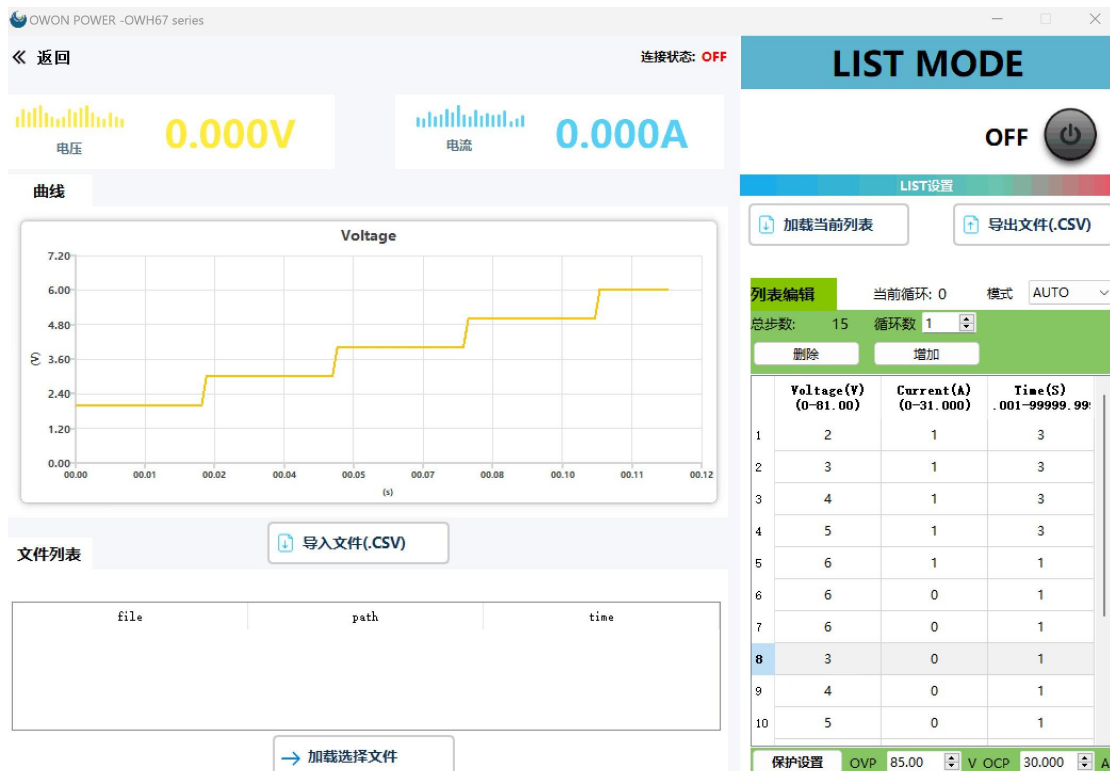 OWON POWER -OWH67 series
返回
连接状态: OFF
LIST MODE
电压
0.000V
电流
0.000A
OFF
曲线
LIST设置
加载当前列表
导出文件(.CSV)
Voltage
7.20
6.00
4.80
3.60
2.40
1.20
0.00
(V)
00.00 00.01 00.02 00.04 00.05 00.07 00.08 00.10 00.11 00.12
(s)
列表编辑 当前循环: 0 模式 AUTO
总步数: 15 循环数 1
删除 增加
Voltage(V) Current(A) Time(S)
(0-81.00) (0-31.000) .001-99999.99
1 2 1 3
2 3 1 3
3 4 1 3
4 5 1 3
5 6 1 1
6 6 0 1
7 6 0 1
8 3 0 1
9 4 0 1
10 5 0 1
保护设置 OVP 85.00 V OCP 30.000 A
文件列表
导入文件(.CSV)
file path time
加载选择文件